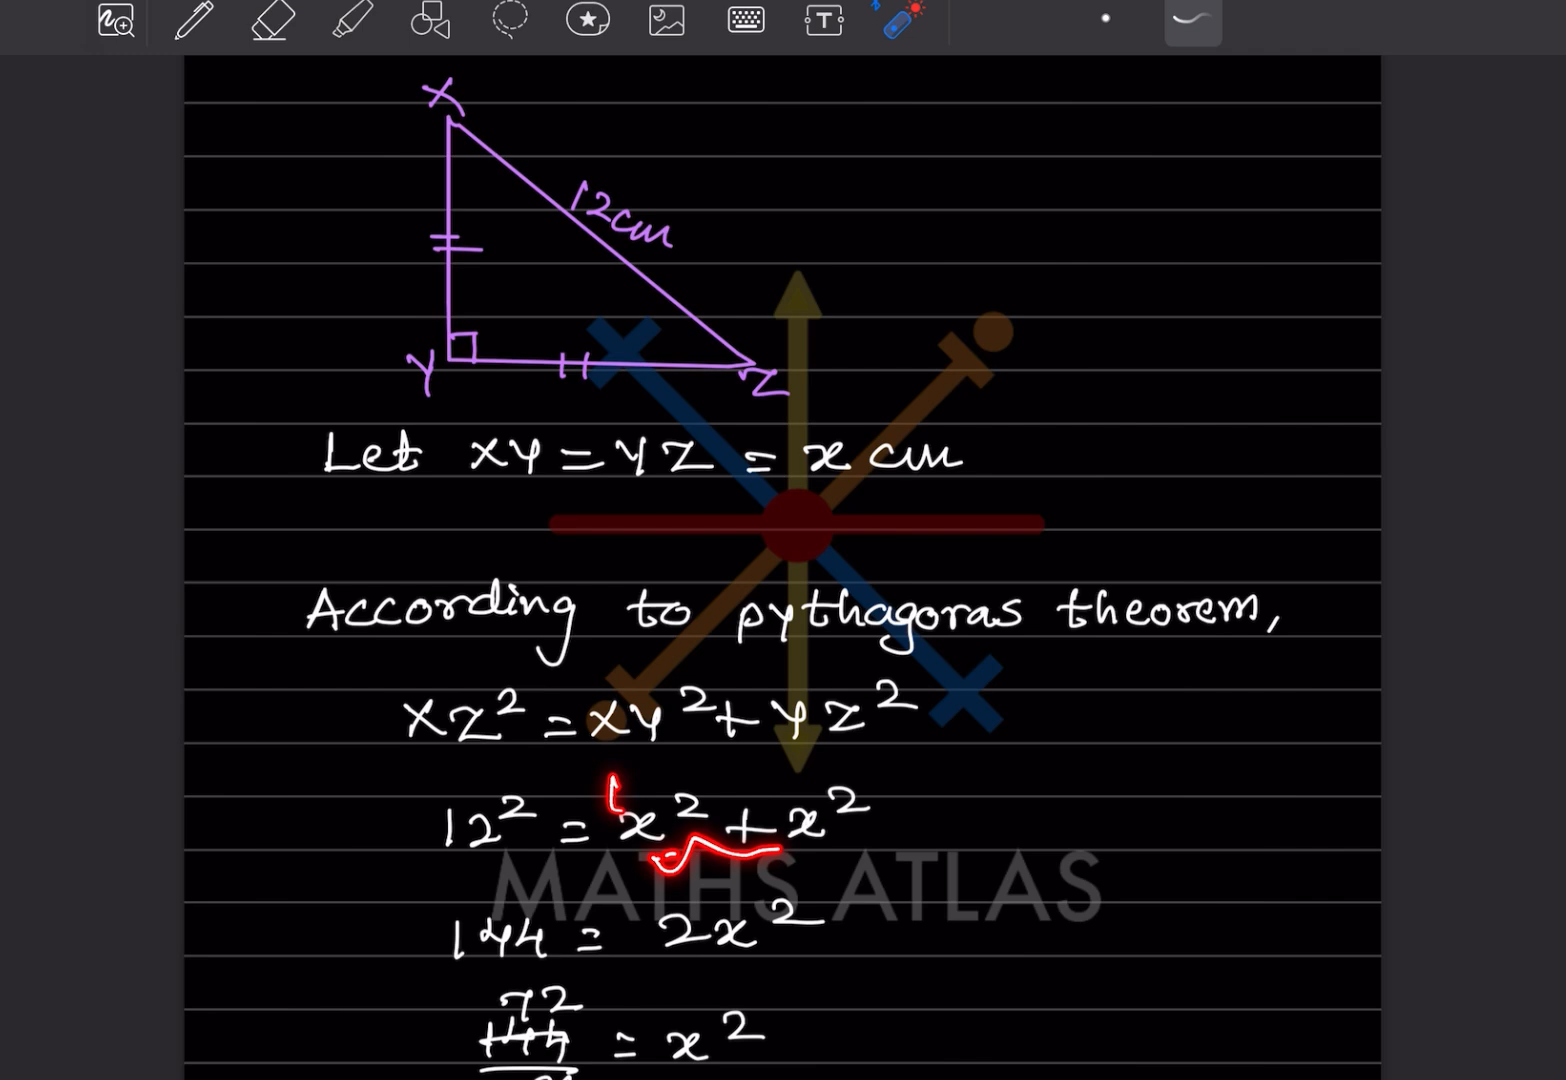 X
12cm
Y
Z
Let XY = YZ = x cm
According to pythagoras theorem,
XZ² = XY² + YZ²
12² = x² + x²
MATHS ATLAS
144 = 2x²
72
144 = x²